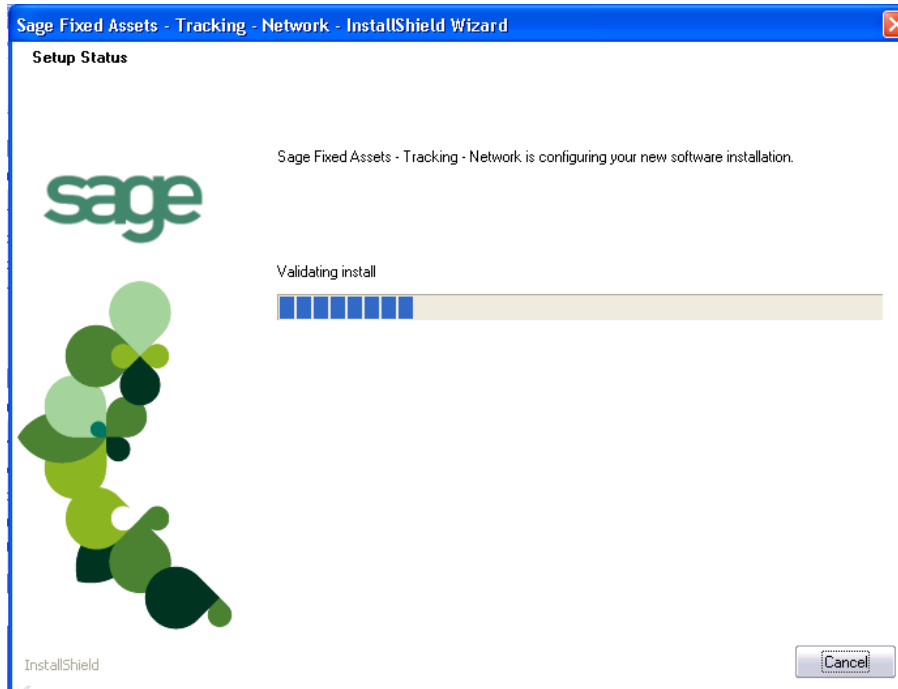 Sage Fixed Assets - Tracking - Network - InstallShield Wizard
Setup Status
Sage Fixed Assets - Tracking - Network is configuring your new software installation.
sage
Validating install
InstallShield
Cancel